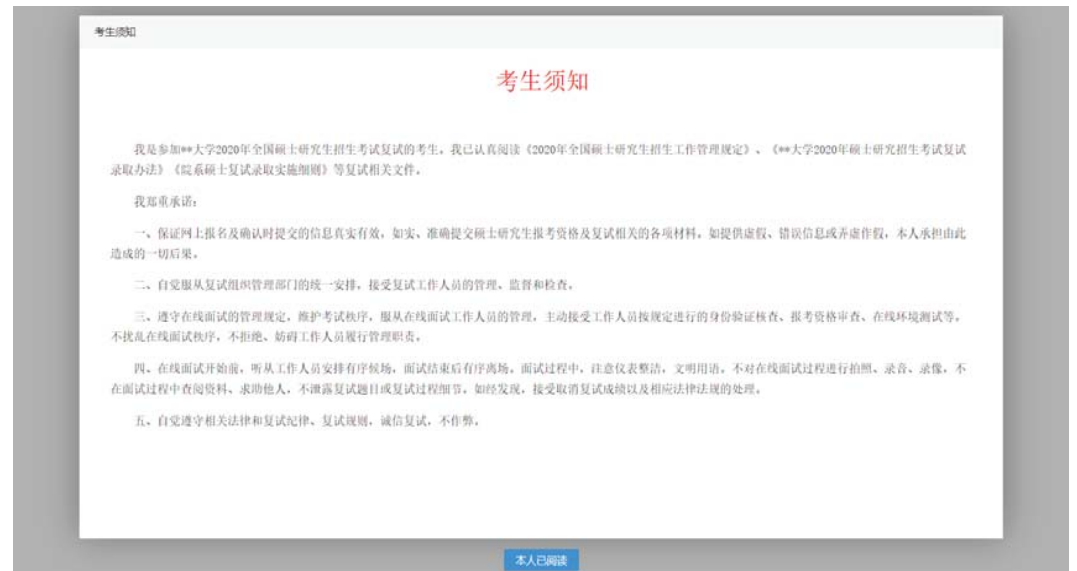 考生须知
考生须知
我是参加**大学2020年全国硕士研究生招生考试复试的考生，我已认真阅读《2020年全国硕士研究生招生工作管理规定》、《**大学2020年硕士研究招生考试复试
录取办法》《院系硕士复试录取实施细则》等复试相关文件。
我郑重承诺：
一、保证网上报名及确认时提交的信息真实有效，如实、准确提交硕士研究生报考资格及复试相关的各项材料。如提供虚假、错误信息或弄虚作假，本人承担由此
造成的一切后果。
二、自觉服从复试组织管理部门的统一安排，接受复试工作人员的管理、监督和检查。
三、遵守在线面试的管理规定，维护考试秩序，服从在线面试工作人员的管理，主动接受工作人员按规定进行的身份验证核查、报考资格审查、在线环境测试等。
不扰乱在线面试秩序，不拒绝、妨碍工作人员履行管理职责。
四、在线面试开始前，听从工作人员安排有序候场，面试结束后有序离场。面试过程中，注意仪表整洁，文明用语。不对在线面试过程进行拍照、录音、录像，不
在面试过程中查阅资料、求助他人，不泄露复试题目或复试过程细节。如经发现，接受取消复试成绩以及相应法律法规的处理。
五、自觉遵守相关法律和复试纪律、复试规则，诚信复试，不作弊。
本人已阅读